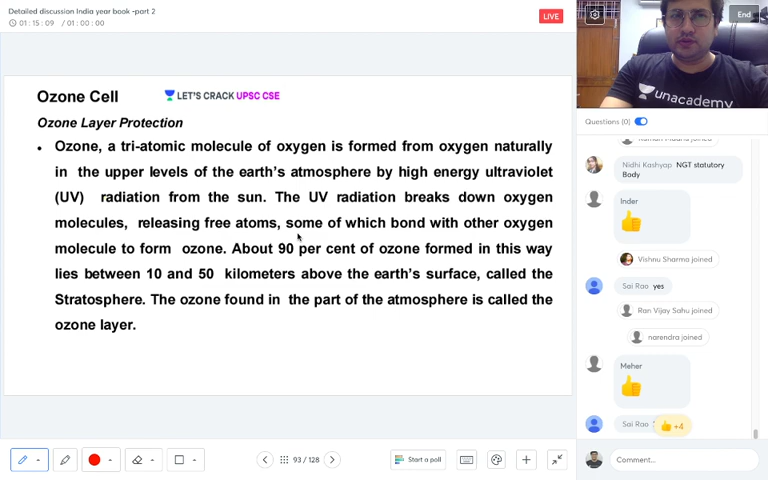 Detailed discussion India year book -part 2
01 : 15 : 09 / 01 : 00 : 00
LIVE
End
Ozone Cell
LET'S CRACK UPSC CSE
Ozone Layer Protection
• Ozone, a tri-atomic molecule of oxygen is formed from oxygen naturally
in the upper levels of the earth's atmosphere by high energy ultraviolet
(UV) radiation from the sun. The UV radiation breaks down oxygen
molecules, releasing free atoms, some of which bond with other oxygen
molecule to form ozone. About 90 per cent of ozone formed in this way
lies between 10 and 50 kilometers above the earth's surface, called the
Stratosphere. The ozone found in the part of the atmosphere is called the
ozone layer.
unacademy
Questions (0)
Nidhi Kashyap NGT statutory
Body
Inder
Vishnu Sharma joined
Sai Rao yes
Ran Vijay Sahu joined
narendra joined
Meher
Sai Rao
+4
93 / 128
Start a poll
Comment...